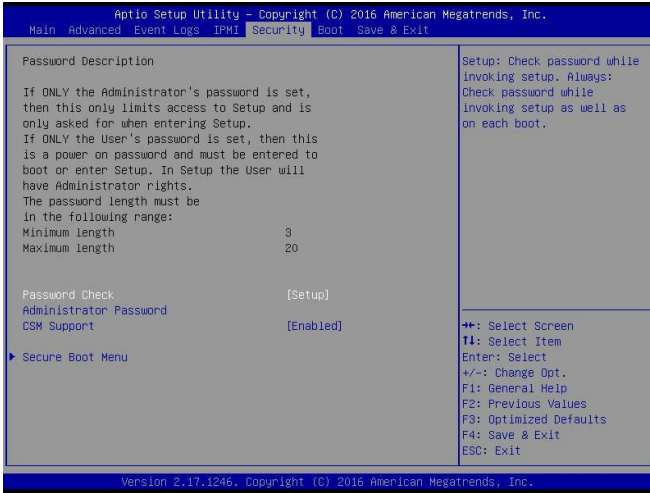 Aptio Setup Utility – Copyright (C) 2016 American Megatrends, Inc.
Main Advanced Event Logs IPMI Security Boot Save & Exit
Password Description
If ONLY the Administrator's password is set,
then this only limits access to Setup and is
only asked for when entering Setup.
If ONLY the User's password is set, then this
is a power on password and must be entered to
boot or enter Setup. In Setup the User will
have Administrator rights.
The password length must be
in the following range:
Minimum length 3
Maximum length 20
Password Check [Setup]
Administrator Password
CSM Support [Enabled]
Secure Boot Menu
Setup: Check password while
invoking setup. Always:
Check password while
invoking setup as well as
on each boot.
→←: Select Screen
↑↓: Select Item
Enter: Select
+/-: Change Opt.
F1: General Help
F2: Previous Values
F3: Optimized Defaults
F4: Save & Exit
ESC: Exit
Version 2.17.1246. Copyright (C) 2016 American Megatrends, Inc.